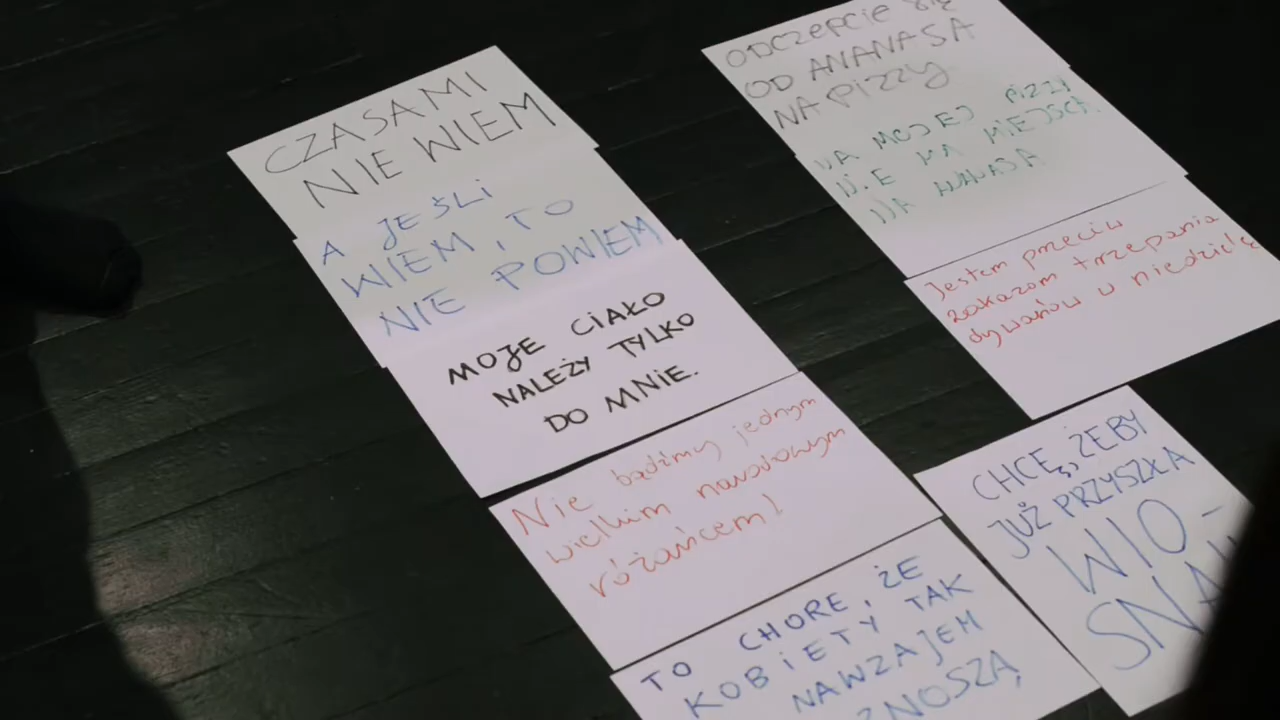 CZASAMI
NIE WIEM
A JEŚLI
WIEM, TO
NIE POWIEM
MOJE CIAŁO
NALEŻY TYLKO
DO MNIE.
Nie bądźmy jednym
wielkim narodowym
różańcem!
TO CHORE, ŻE
KOBIETY TAK
NAWZAJEM
ZNOSZĄ
ODCZEPCIE SIĘ
OD ANANASA
NA PIZZY
NA MOJEJ PIZZY
NIE MA MIEJSCA
NA ANANASA
Jestem przeciw
zakazom trzepania
dywanów w niedzielę
CHCĘ, ŻEBY
JUŻ PRZYSZŁA
WIO-
SNA